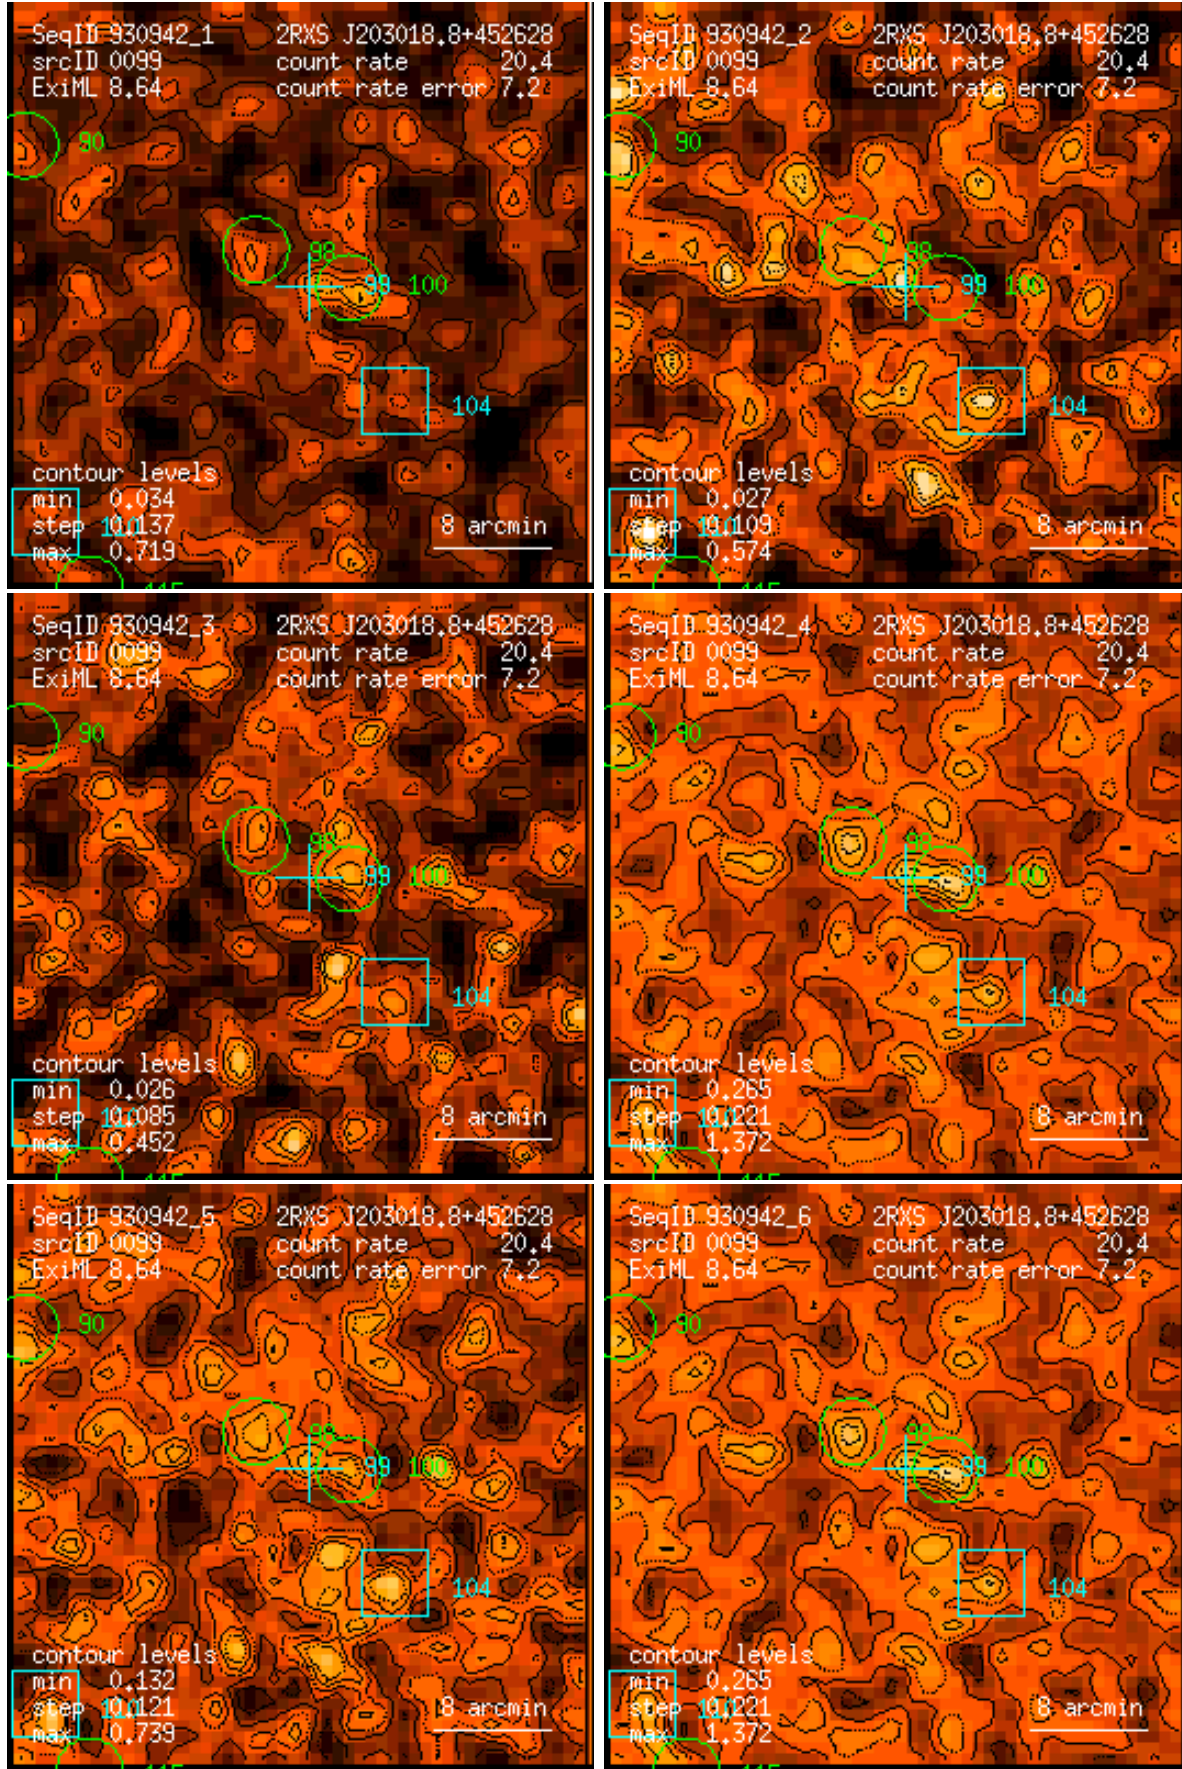 SeqID 930942_1 2RXS J203018.8+452628
srcID 0099 count rate 20.4
ExiML 8.64 count rate error 7.2
90
98
99 100
104
contour levels
min 0.034
step 0.137
max 0.719
8 arcmin
115
SeqID 930942_2 2RXS J203018.8+452628
srcID 0099 count rate 20.4
ExiML 8.64 count rate error 7.2
90
98
99 100
104
contour levels
min 0.027
step 0.109
max 0.574
8 arcmin
115
SeqID 930942_3 2RXS J203018.8+452628
srcID 0099 count rate 20.4
ExiML 8.64 count rate error 7.2
90
98
99 100
104
contour levels
min 0.026
step 0.085
max 0.452
8 arcmin
115
SeqID 930942_4 2RXS J203018.8+452628
srcID 0099 count rate 20.4
ExiML 8.64 count rate error 7.2
90
98
99 100
104
contour levels
min 0.265
step 0.221
max 1.372
8 arcmin
115
SeqID 930942_5 2RXS J203018.8+452628
srcID 0099 count rate 20.4
ExiML 8.64 count rate error 7.2
90
98
99 100
104
contour levels
min 0.132
step 0.121
max 0.739
8 arcmin
115
SeqID 930942_6 2RXS J203018.8+452628
srcID 0099 count rate 20.4
ExiML 8.64 count rate error 7.2
90
98
99 100
104
contour levels
min 0.265
step 0.221
max 1.372
8 arcmin
115